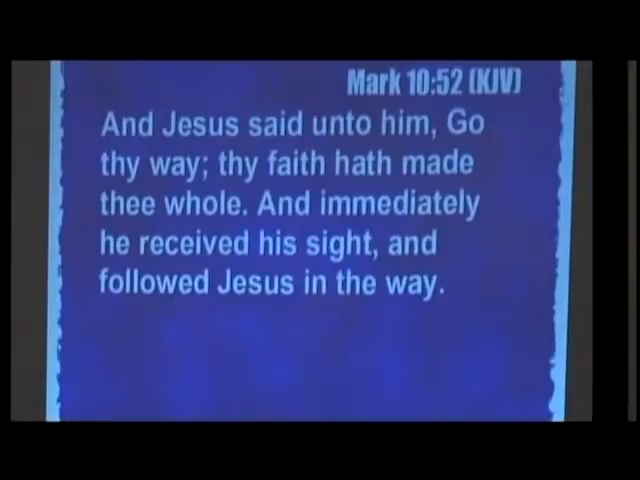 Mark 10:52 (KJV)
And Jesus said unto him, Go
thy way; thy faith hath made
thee whole. And immediately
he received his sight, and
followed Jesus in the way.